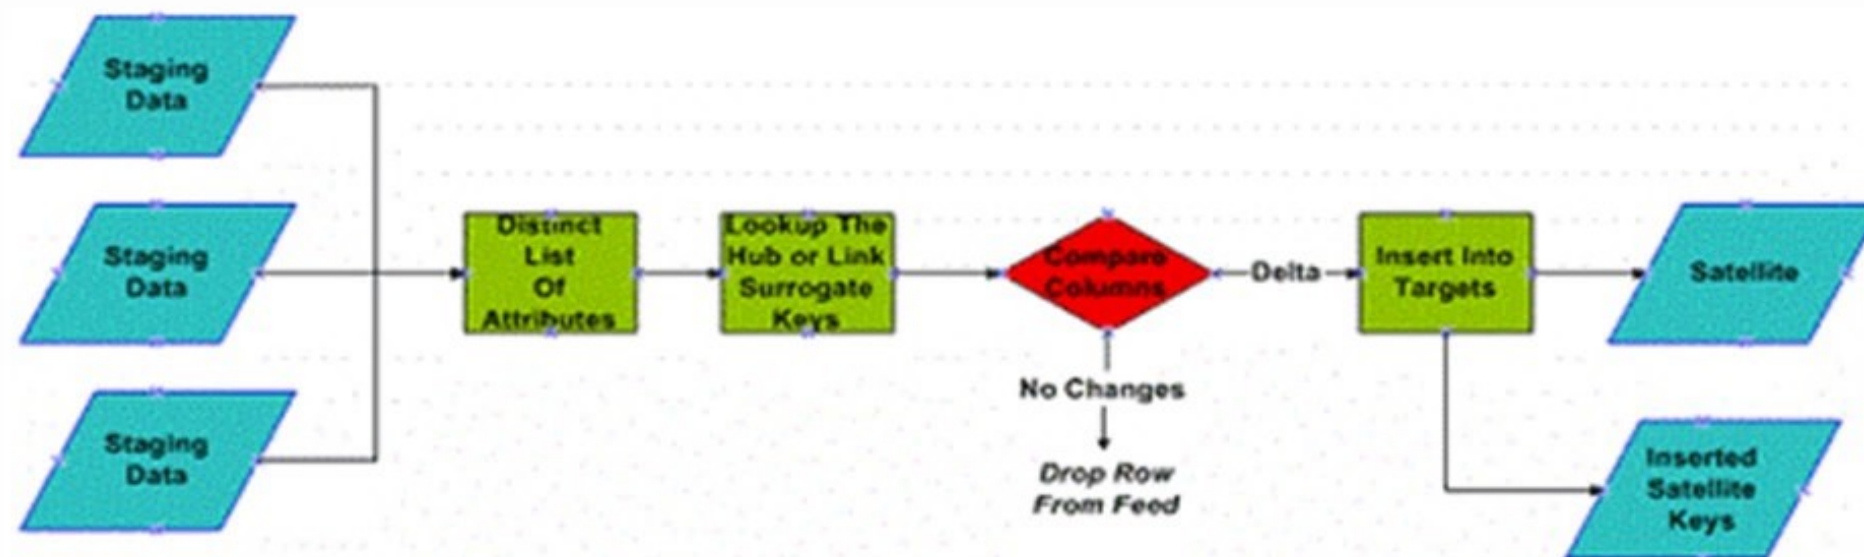 Staging
Data
Staging
Data
Staging
Data
Distinct
List
Of
Attributes
Lookup The
Hub or Link
Surrogate
Keys
Compare
Columns
Delta
No Changes
Drop Row
From Feed
Insert Into
Targets
Satellite
Inserted
Satellite
Keys